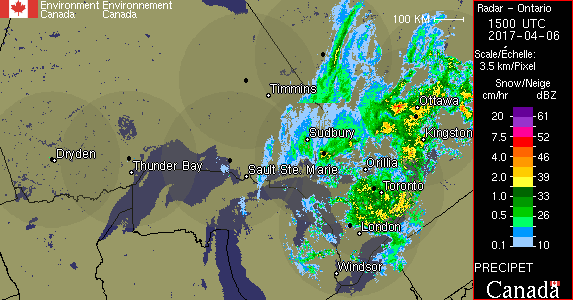 Environment Environnement
Canada Canada
100 KM
Timmins
Ottawa
Sudbury
Kingston
Dryden
Thunder Bay
Sault Ste. Marie
Orillia
Toronto
London
Windsor
Radar - Ontario
1500 UTC
2017-04-06
Scale/Échelle:
3.5 km/Pixel
Snow/Neige
cm/hr dBZ
20 61
7.5 52
4.0 46
2.0 39
1.0 33
0.5 26
0.1 10
PRECIPET
Canada